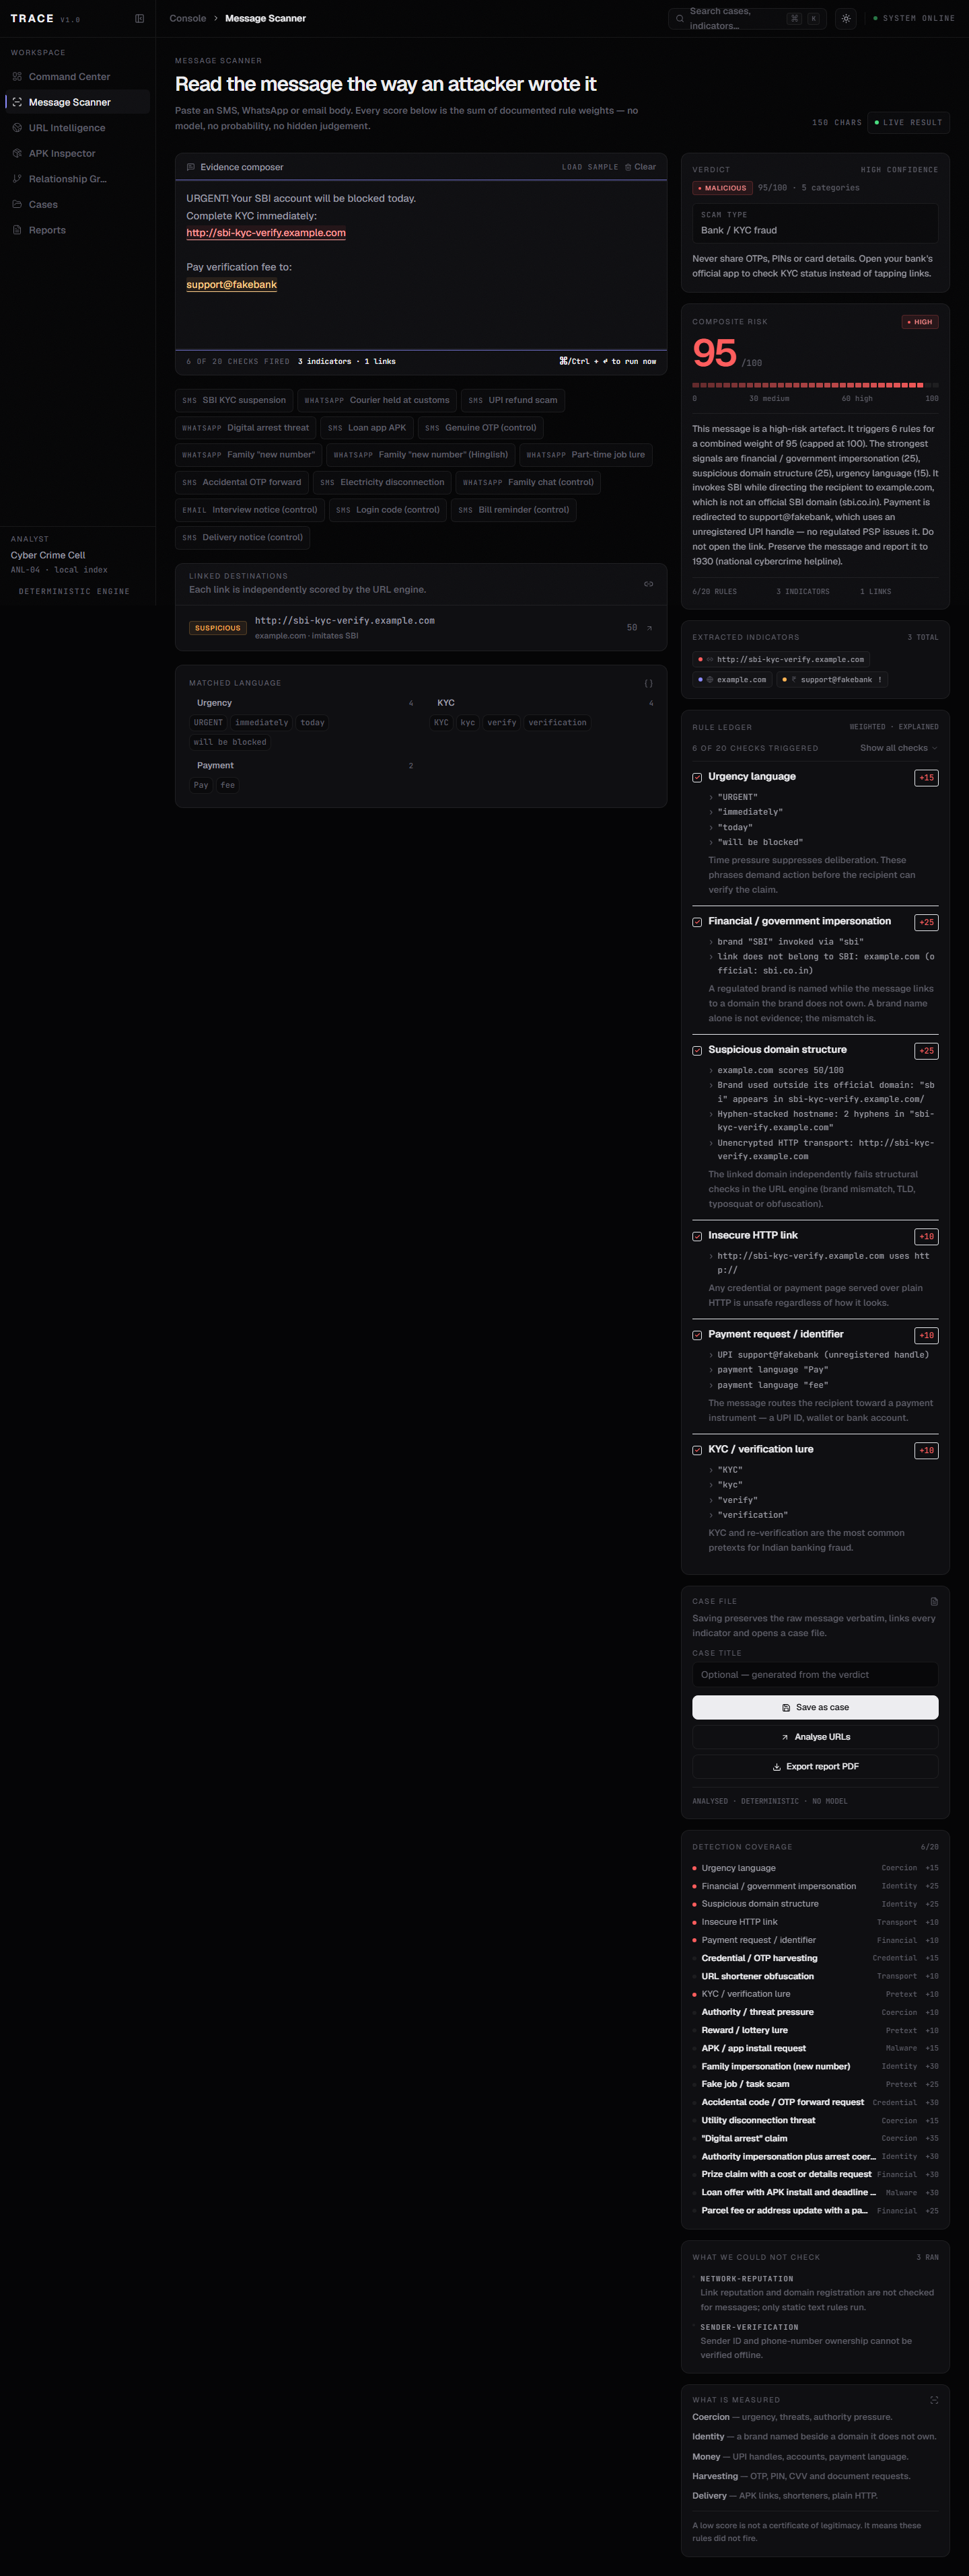 TRACE V1.0
WORKSPACE
Command Center
Message Scanner
URL Intelligence
APK Inspector
Relationship Gr...
Cases
Reports
ANALYST
Cyber Crime Cell
ANL-04 · local index
DETERMINISTIC ENGINE
Console > Message Scanner
Search cases, indicators...
⌘ K
SYSTEM ONLINE
MESSAGE SCANNER
Read the message the way an attacker wrote it
Paste an SMS, WhatsApp or email body. Every score below is the sum of documented rule weights — no
model, no probability, no hidden judgement.
150 CHARS
LIVE RESULT
Evidence composer
LOAD SAMPLE
Clear
URGENT! Your SBI account will be blocked today.
Complete KYC immediately:
http://sbi-kyc-verify.example.com
Pay verification fee to:
support@fakebank
6 OF 20 CHECKS FIRED 3 indicators · 1 links
⌘/Ctrl + ↵ to run now
SMS SBI KYC suspension
WHATSAPP Courier held at customs
SMS UPI refund scam
WHATSAPP Digital arrest threat
SMS Loan app APK
SMS Genuine OTP (control)
WHATSAPP Family "new number"
WHATSAPP Family "new number" (Hinglish)
WHATSAPP Part-time job lure
SMS Accidental OTP forward
SMS Electricity disconnection
WHATSAPP Family chat (control)
EMAIL Interview notice (control)
SMS Login code (control)
SMS Bill reminder (control)
SMS Delivery notice (control)
LINKED DESTINATIONS
Each link is independently scored by the URL engine.
SUSPICIOUS
http://sbi-kyc-verify.example.com
example.com · imitates SBI
50
MATCHED LANGUAGE
Urgency 4
URGENT immediately today
will be blocked
KYC 4
KYC kyc verify verification
Payment 2
Pay fee
VERDICT
HIGH CONFIDENCE
MALICIOUS 95/100 · 5 categories
SCAM TYPE
Bank / KYC fraud
Never share OTPs, PINs or card details. Open your bank's
official app to check KYC status instead of tapping links.
COMPOSITE RISK
HIGH
95 /100
0 30 medium 60 high 100
This message is a high-risk artefact. It triggers 6 rules for
a combined weight of 95 (capped at 100). The strongest
signals are financial / government impersonation (25),
suspicious domain structure (25), urgency language (15). It
invokes SBI while directing the recipient to example.com,
which is not an official SBI domain (sbi.co.in). Payment is
redirected to support@fakebank, which uses an
unregistered UPI handle — no regulated PSP issues it. Do
not open the link. Preserve the message and report it to
1930 (national cybercrime helpline).
6/20 RULES 3 INDICATORS 1 LINKS
EXTRACTED INDICATORS
3 TOTAL
http://sbi-kyc-verify.example.com
example.com
support@fakebank !
RULE LEDGER
WEIGHTED · EXPLAINED
6 OF 20 CHECKS TRIGGERED
Show all checks
Urgency language +15
› "URGENT"
› "immediately"
› "today"
› "will be blocked"
Time pressure suppresses deliberation. These
phrases demand action before the recipient can
verify the claim.
Financial / government impersonation +25
› brand "SBI" invoked via "sbi"
› link does not belong to SBI: example.com (o
fficial: sbi.co.in)
A regulated brand is named while the message links
to a domain the brand does not own. A brand name
alone is not evidence; the mismatch is.
Suspicious domain structure +25
› example.com scores 50/100
› Brand used outside its official domain: "sb
i" appears in sbi-kyc-verify.example.com/
› Hyphen-stacked hostname: 2 hyphens in "sbi-
kyc-verify.example.com"
› Unencrypted HTTP transport: http://sbi-kyc-
verify.example.com
The linked domain independently fails structural
checks in the URL engine (brand mismatch, TLD,
typosquat or obfuscation).
Insecure HTTP link +10
› http://sbi-kyc-verify.example.com uses htt
p://
Any credential or payment page served over plain
HTTP is unsafe regardless of how it looks.
Payment request / identifier +10
› UPI support@fakebank (unregistered handle)
› payment language "Pay"
› payment language "fee"
The message routes the recipient toward a payment
instrument — a UPI ID, wallet or bank account.
KYC / verification lure +10
› "KYC"
› "kyc"
› "verify"
› "verification"
KYC and re-verification are the most common
pretexts for Indian banking fraud.
CASE FILE
Saving preserves the raw message verbatim, links every
indicator and opens a case file.
CASE TITLE
Optional — generated from the verdict
Save as case
Analyse URLs
Export report PDF
ANALYSED · DETERMINISTIC · NO MODEL
DETECTION COVERAGE 6/20
Urgency language Coercion +15
Financial / government impersonation Identity +25
Suspicious domain structure Identity +25
Insecure HTTP link Transport +10
Payment request / identifier Financial +10
Credential / OTP harvesting Credential +15
URL shortener obfuscation Transport +10
KYC / verification lure Pretext +10
Authority / threat pressure Coercion +10
Reward / lottery lure Pretext +10
APK / app install request Malware +15
Family impersonation (new number) Identity +30
Fake job / task scam Pretext +25
Accidental code / OTP forward request Credential +30
Utility disconnection threat Coercion +15
"Digital arrest" claim Coercion +35
Authority impersonation plus arrest coer... Identity +30
Prize claim with a cost or details request Financial +30
Loan offer with APK install and deadline ... Malware +30
Parcel fee or address update with a pa... Financial +25
WHAT WE COULD NOT CHECK 3 RAN
NETWORK-REPUTATION
Link reputation and domain registration are not checked
for messages; only static text rules run.
SENDER-VERIFICATION
Sender ID and phone-number ownership cannot be
verified offline.
WHAT IS MEASURED
Coercion — urgency, threats, authority pressure.
Identity — a brand named beside a domain it does not own.
Money — UPI handles, accounts, payment language.
Harvesting — OTP, PIN, CVV and document requests.
Delivery — APK links, shorteners, plain HTTP.
A low score is not a certificate of legitimacy. It means these
rules did not fire.